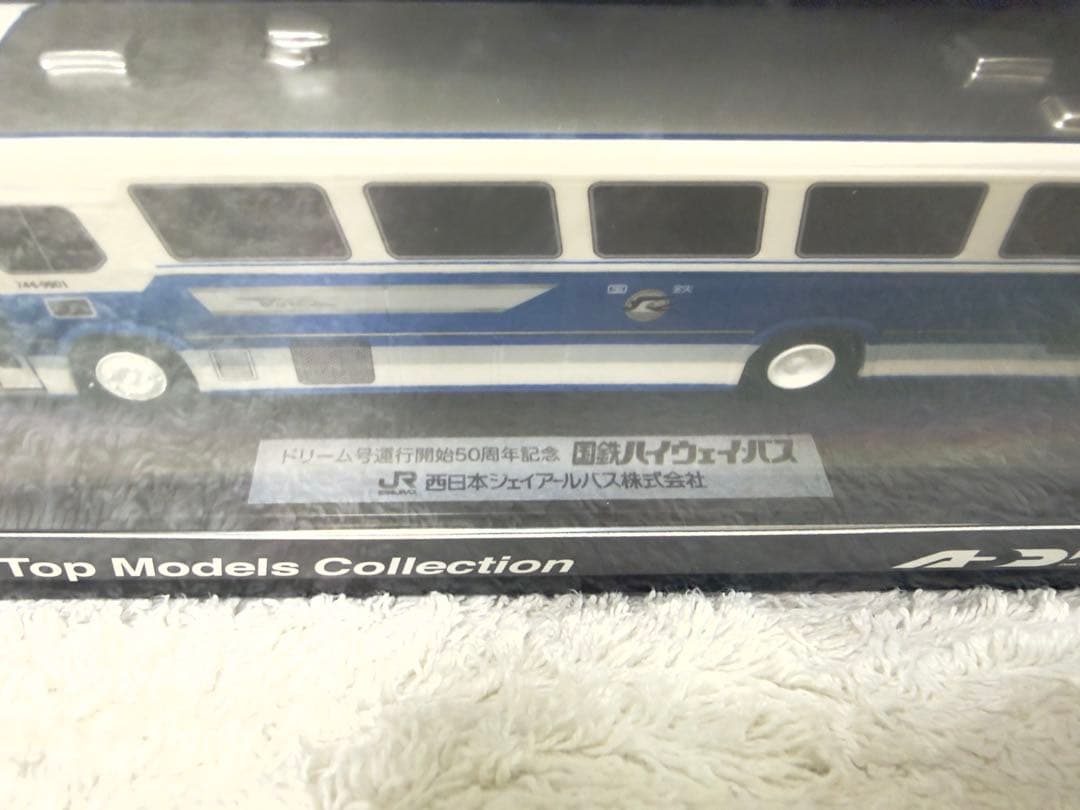 744-9901
国 鉄
ドリーム号運行開始50周年記念 国鉄ハイウェイバス
JR 西日本ジェイアールバス株式会社
Top Models Collection